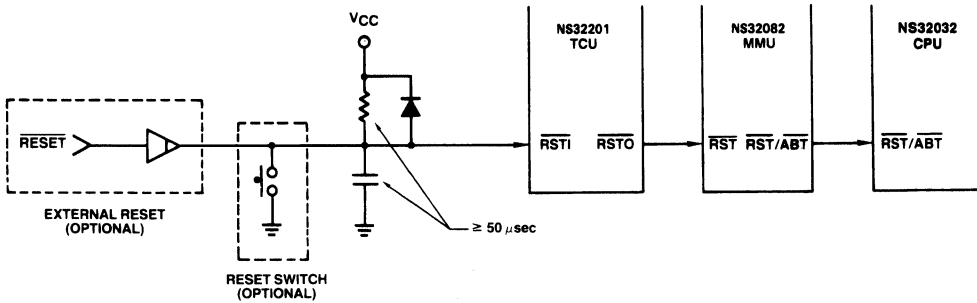 VCC
NS32201
TCU
NS32082
MMU
NS32032
CPU
RESET
RSTI
RSTO
RST
RST/ABT
RST/ABT
EXTERNAL RESET
(OPTIONAL)
≥ 50 μsec
RESET SWITCH
(OPTIONAL)